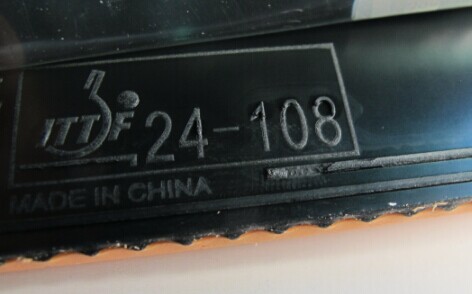 ITTF 24-108
MADE IN CHINA